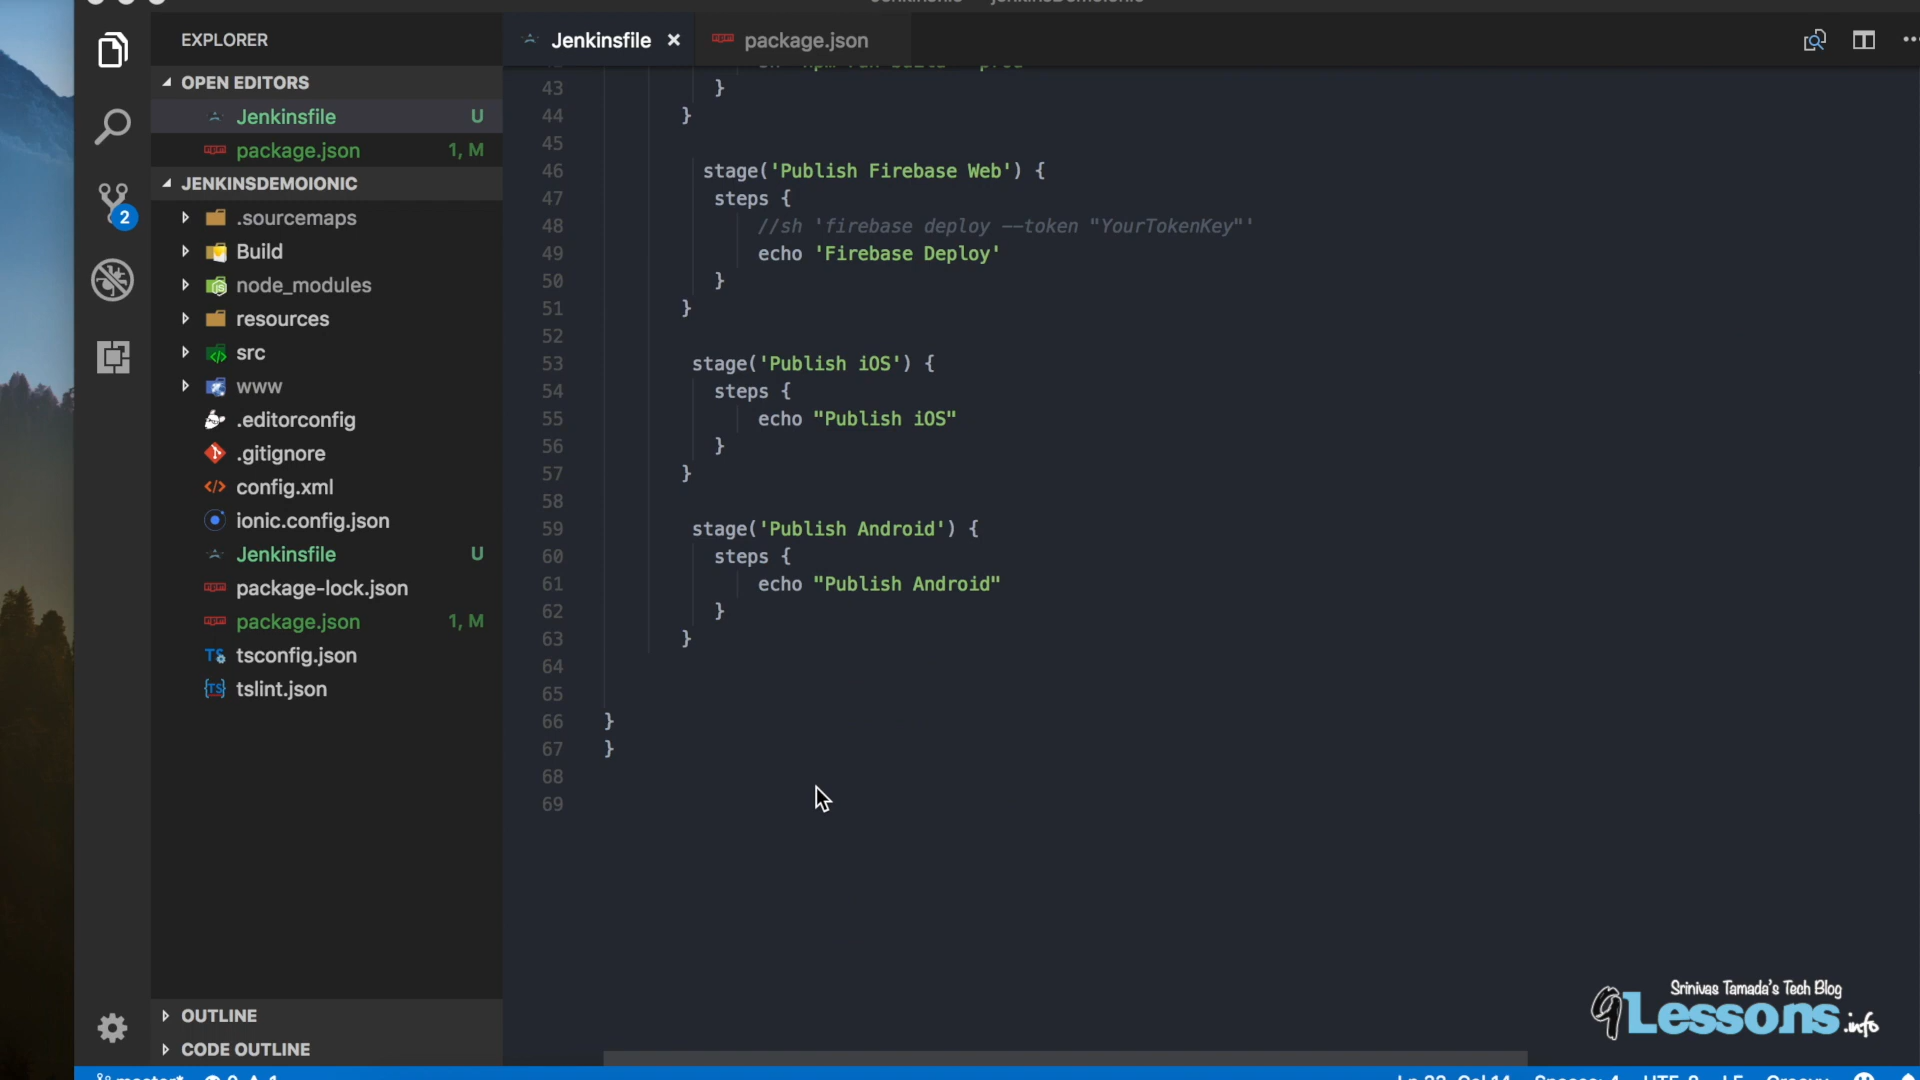 EXPLORER
OPEN EDITORS
Jenkinsfile U
package.json 1, M
JENKINSDEMOIONIC
.sourcemaps
Build
node_modules
resources
src
www
.editorconfig
.gitignore
config.xml
ionic.config.json
Jenkinsfile U
package-lock.json
package.json 1, M
tsconfig.json
tslint.json
OUTLINE
CODE OUTLINE
2
Jenkinsfile package.json
43 }
44 }
45
46 stage('Publish Firebase Web') {
47 steps {
48 //sh 'firebase deploy --token "YourTokenKey"'
49 echo 'Firebase Deploy'
50 }
51 }
52
53 stage('Publish iOS') {
54 steps {
55 echo "Publish iOS"
56 }
57 }
58
59 stage('Publish Android') {
60 steps {
61 echo "Publish Android"
62 }
63 }
64
65
66 }
67 }
68
69
Srinivas Tamada's Tech Blog
9Lessons.info